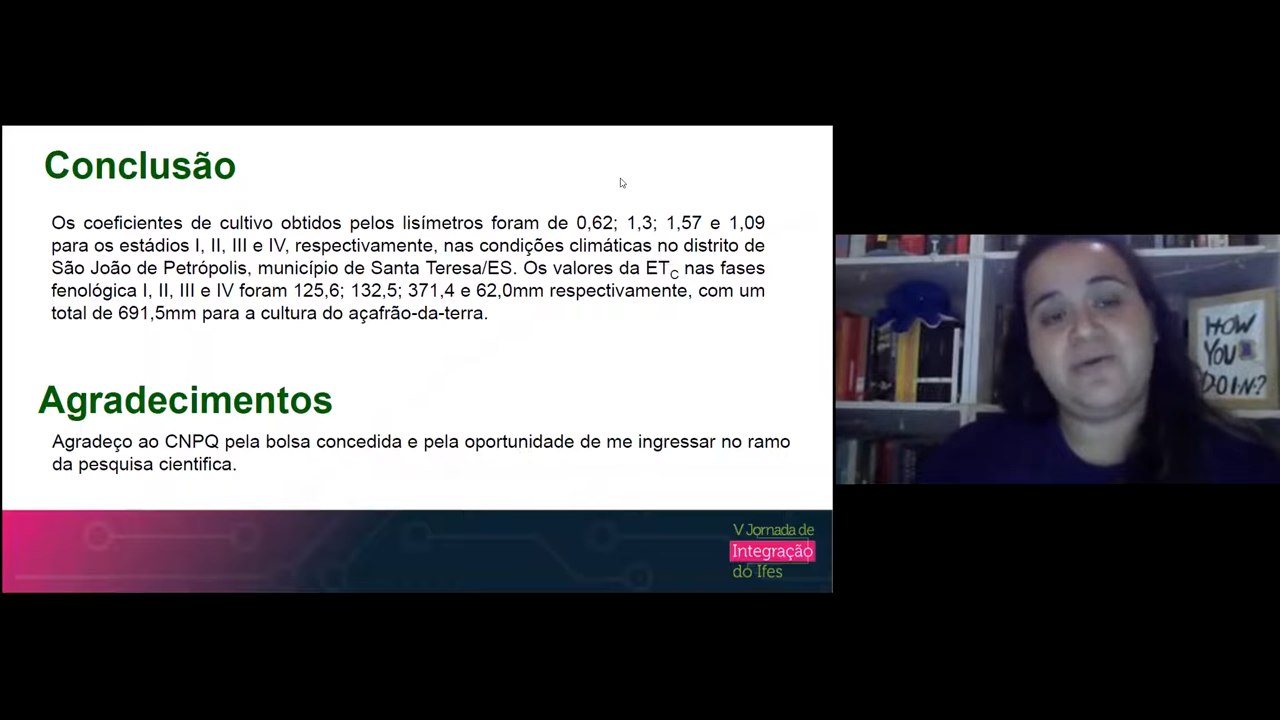 Conclusão
Os coeficientes de cultivo obtidos pelos lisímetros foram de 0,62; 1,3; 1,57 e 1,09
para os estádios I, II, III e IV, respectivamente, nas condições climáticas no distrito de
São João de Petrópolis, município de Santa Teresa/ES. Os valores da ETC nas fases
fenológica I, II, III e IV foram 125,6; 132,5; 371,4 e 62,0mm respectivamente, com um
total de 691,5mm para a cultura do açafrão-da-terra.
Agradecimentos
Agradeço ao CNPQ pela bolsa concedida e pela oportunidade de me ingressar no ramo
da pesquisa cientifica.
V Jornada de
Integração
do Ifes
HOW
YOU
DOIN?